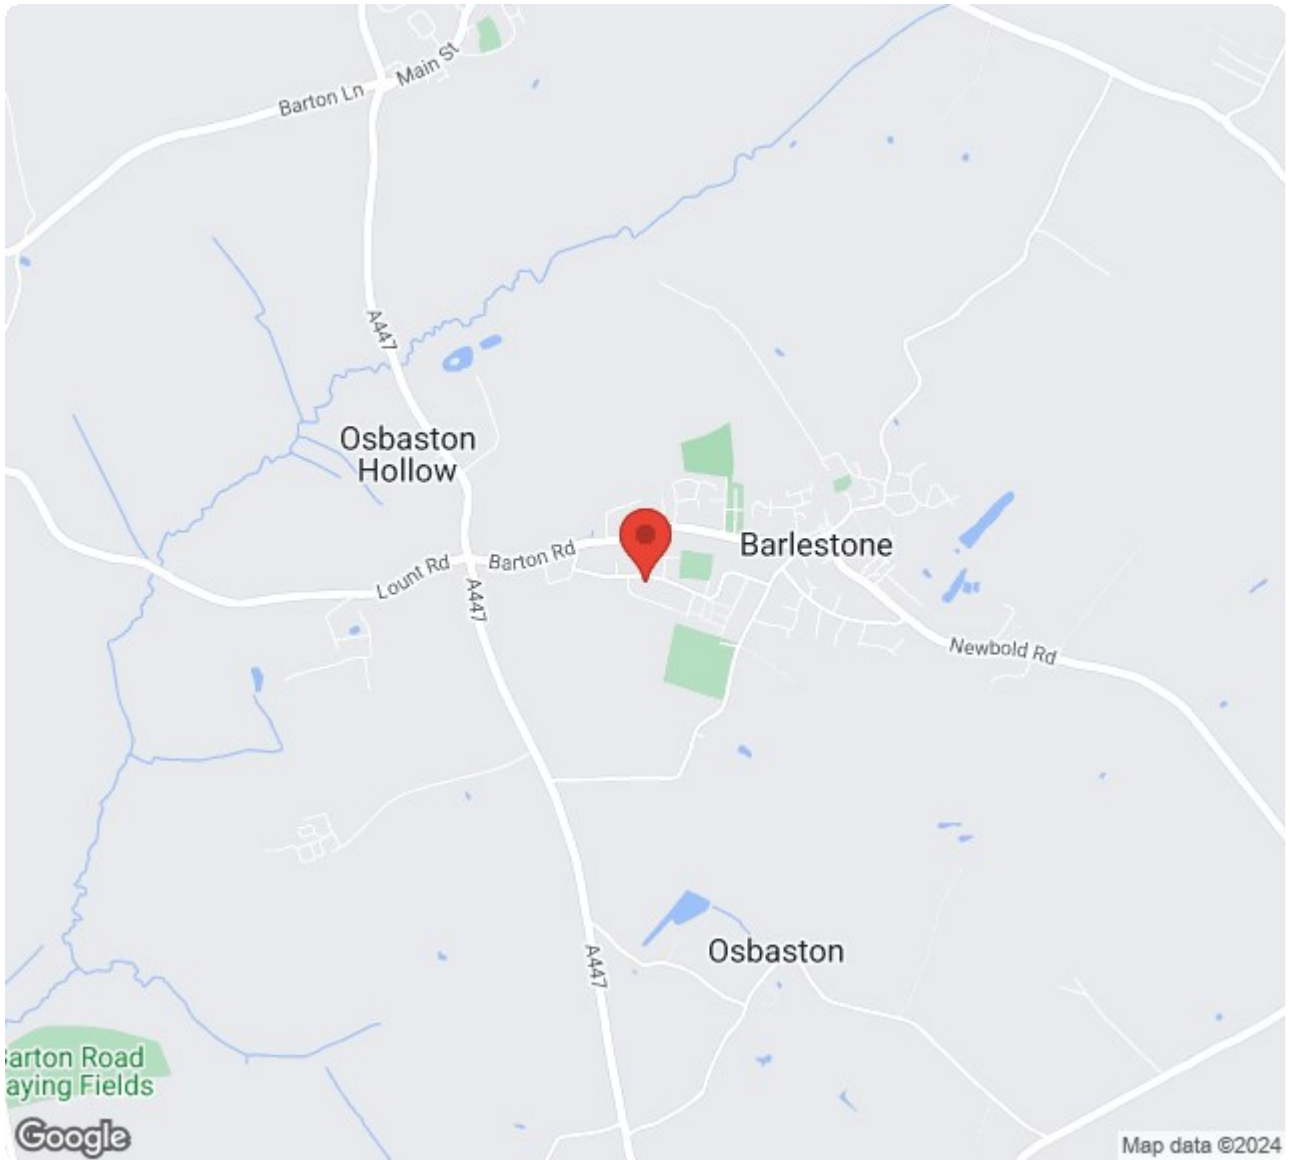 Main St
Barton Ln
A447
Osbaston
Hollow
Barton Rd
Barlestone
Lount Rd
A447
Newbold Rd
Osbaston
A447
arton Road
aying Fields
Google
Map data ©2024